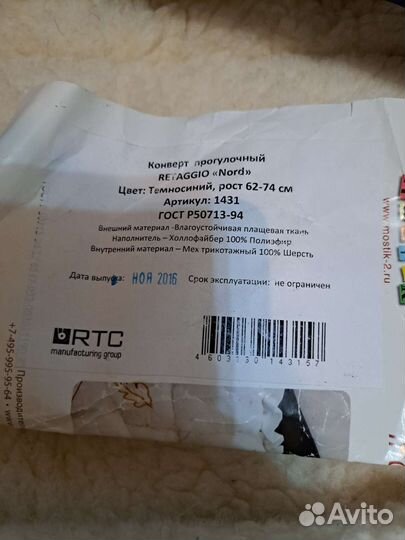 Конверт прогулочный
RETAGGIO «Nord»
Цвет: Темносиний, рост 62-74 см
Артикул: 1431
ГОСТ Р50713-94
Внешний материал -Влагоустойчивая плащевая ткань
Наполнитель – Холлофайбер 100% Полиэфир
Внутренний материал – Мех трикотажный 100% Шерсть
Дата выпуска: НОЯ 2016 Срок эксплуатации: не ограничен
RTC
manufacturing group
4 603350 143157
www.mostik-2.ru
+7-495-995-95-64
Avito